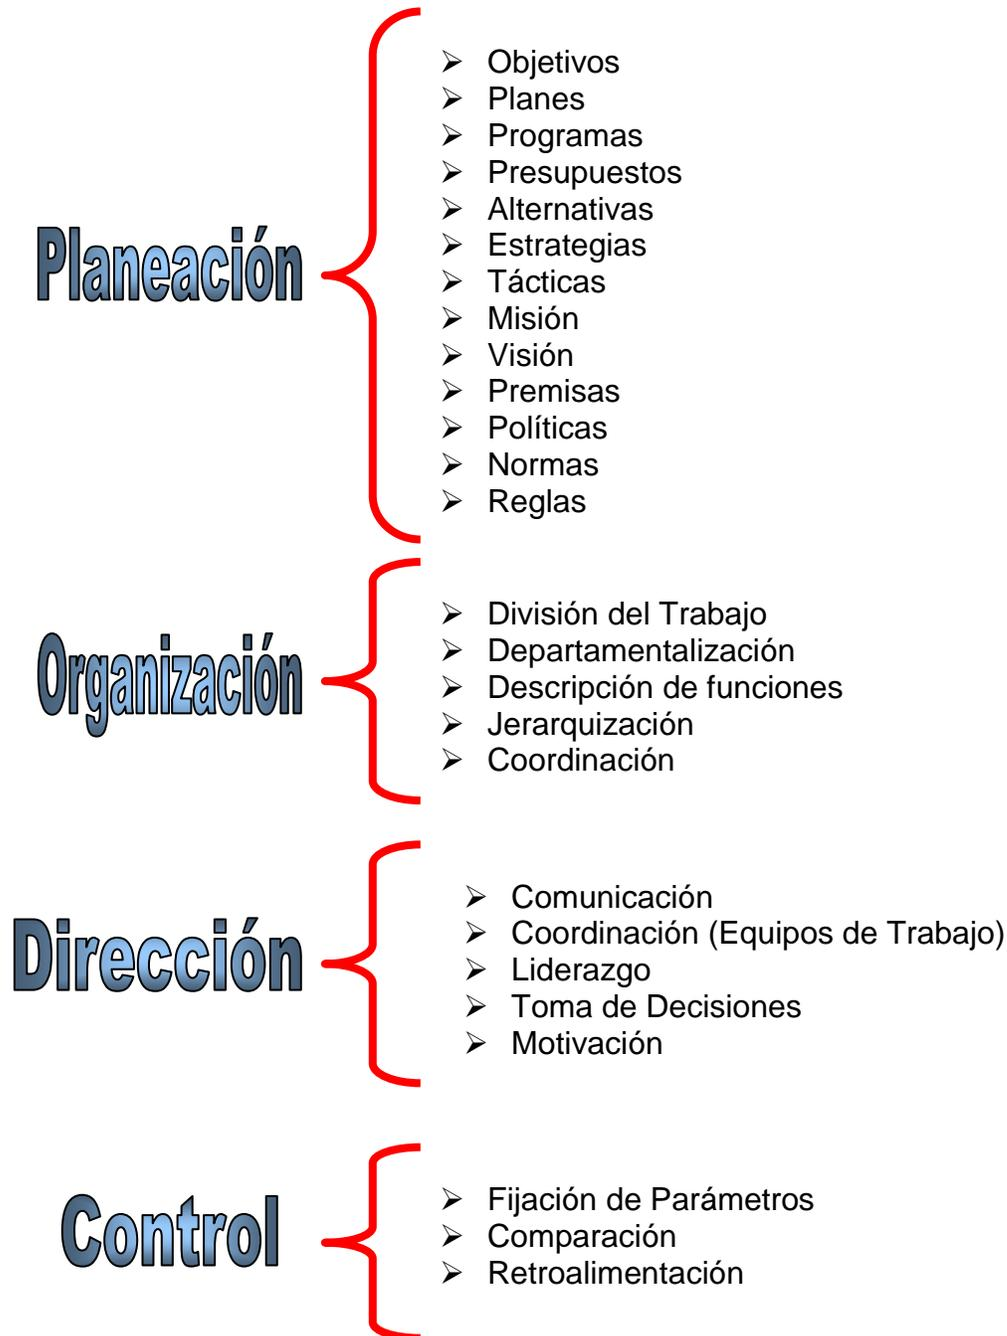 Planeación
➢ Objetivos
➢ Planes
➢ Programas
➢ Presupuestos
➢ Alternativas
➢ Estrategias
➢ Tácticas
➢ Misión
➢ Visión
➢ Premisas
➢ Políticas
➢ Normas
➢ Reglas
Organización
➢ División del Trabajo
➢ Departamentalización
➢ Descripción de funciones
➢ Jerarquización
➢ Coordinación
Dirección
➢ Comunicación
➢ Coordinación (Equipos de Trabajo)
➢ Liderazgo
➢ Toma de Decisiones
➢ Motivación
Control
➢ Fijación de Parámetros
➢ Comparación
➢ Retroalimentación